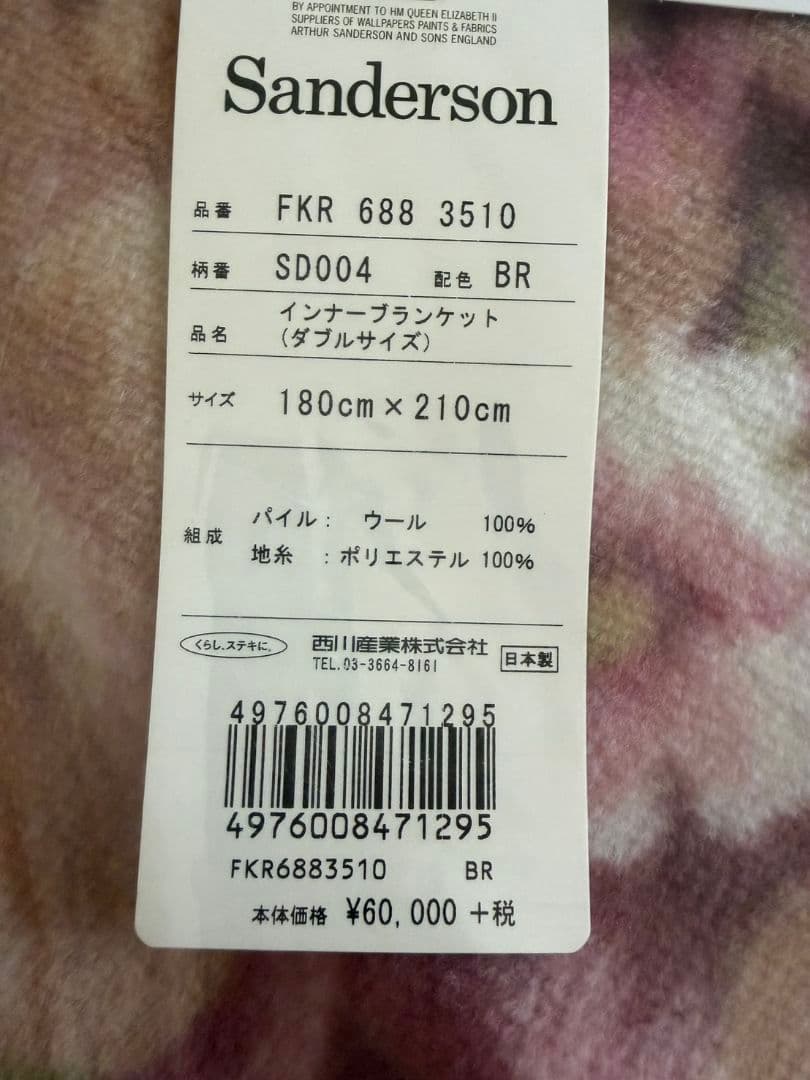 BY APPOINTMENT TO HM QUEEN ELIZABETH II
SUPPLIERS OF WALLPAPERS PAINTS & FABRICS
ARTHUR SANDERSON AND SONS ENGLAND
Sanderson
品番 FKR 688 3510
柄番 SD004 配色 BR
品名 インナーブランケット
(ダブルサイズ)
サイズ 180cm×210cm
組成 パイル: ウール 100%
地糸 :ポリエステル 100%
くらし、ステキに。 西川産業株式会社 日本製
TEL.03-3664-8161
4976008471295
4976008471295
FKR6883510 BR
本体価格 ¥60,000+税